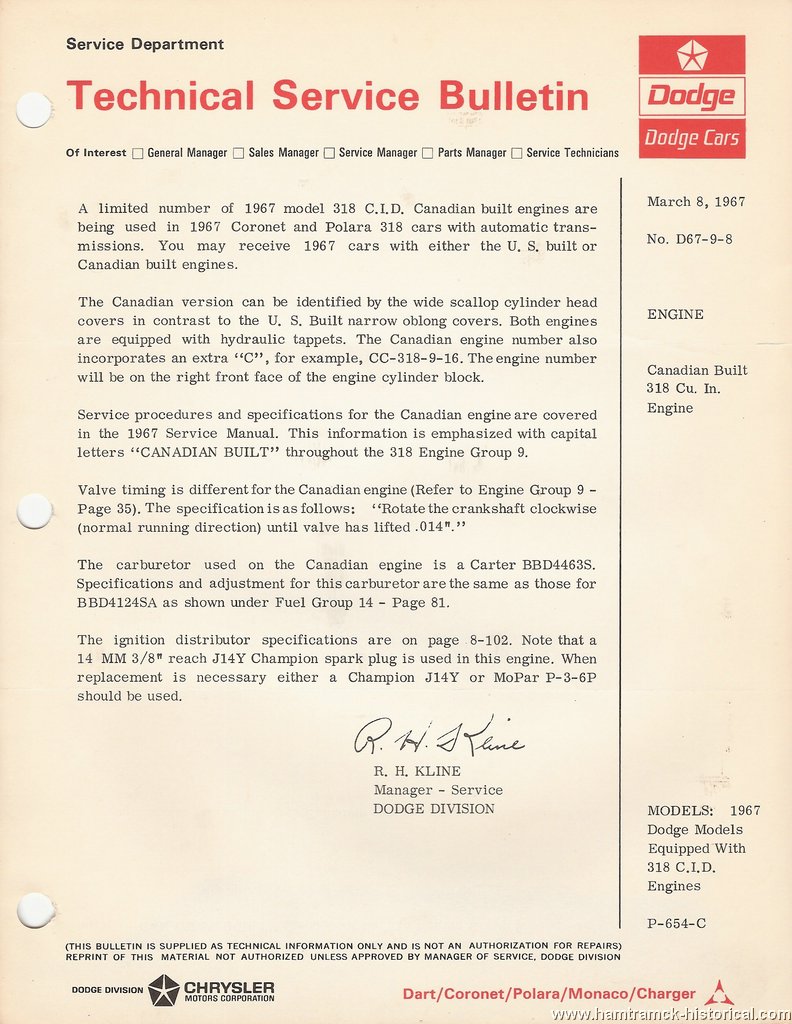 Service Department
Technical Service Bulletin
Dodge
Dodge Cars
Of Interest □ General Manager □ Sales Manager □ Service Manager □ Parts Manager □ Service Technicians
A limited number of 1967 model 318 C.I.D. Canadian built engines are
being used in 1967 Coronet and Polara 318 cars with automatic trans-
missions. You may receive 1967 cars with either the U. S. built or
Canadian built engines.
The Canadian version can be identified by the wide scallop cylinder head
covers in contrast to the U. S. Built narrow oblong covers. Both engines
are equipped with hydraulic tappets. The Canadian engine number also
incorporates an extra “C”, for example, CC-318-9-16. The engine number
will be on the right front face of the engine cylinder block.
Service procedures and specifications for the Canadian engine are covered
in the 1967 Service Manual. This information is emphasized with capital
letters “CANADIAN BUILT” throughout the 318 Engine Group 9.
Valve timing is different for the Canadian engine (Refer to Engine Group 9 -
Page 35). The specification is as follows: “Rotate the crankshaft clockwise
(normal running direction) until valve has lifted .014".”
The carburetor used on the Canadian engine is a Carter BBD4463S.
Specifications and adjustment for this carburetor are the same as those for
BBD4124SA as shown under Fuel Group 14 - Page 81.
The ignition distributor specifications are on page 8-102. Note that a
14 MM 3/8" reach J14Y Champion spark plug is used in this engine. When
replacement is necessary either a Champion J14Y or MoPar P-3-6P
should be used.
R. H. Kline
R. H. KLINE
Manager - Service
DODGE DIVISION
March 8, 1967
No. D67-9-8
ENGINE
Canadian Built
318 Cu. In.
Engine
MODELS: 1967
Dodge Models
Equipped With
318 C.I.D.
Engines
P-654-C
(THIS BULLETIN IS SUPPLIED AS TECHNICAL INFORMATION ONLY AND IS NOT AN AUTHORIZATION FOR REPAIRS)
REPRINT OF THIS MATERIAL NOT AUTHORIZED UNLESS APPROVED BY MANAGER OF SERVICE, DODGE DIVISION
DODGE DIVISION CHRYSLER
MOTORS CORPORATION
Dart/Coronet/Polara/Monaco/Charger
www.hamtramck-historical.com